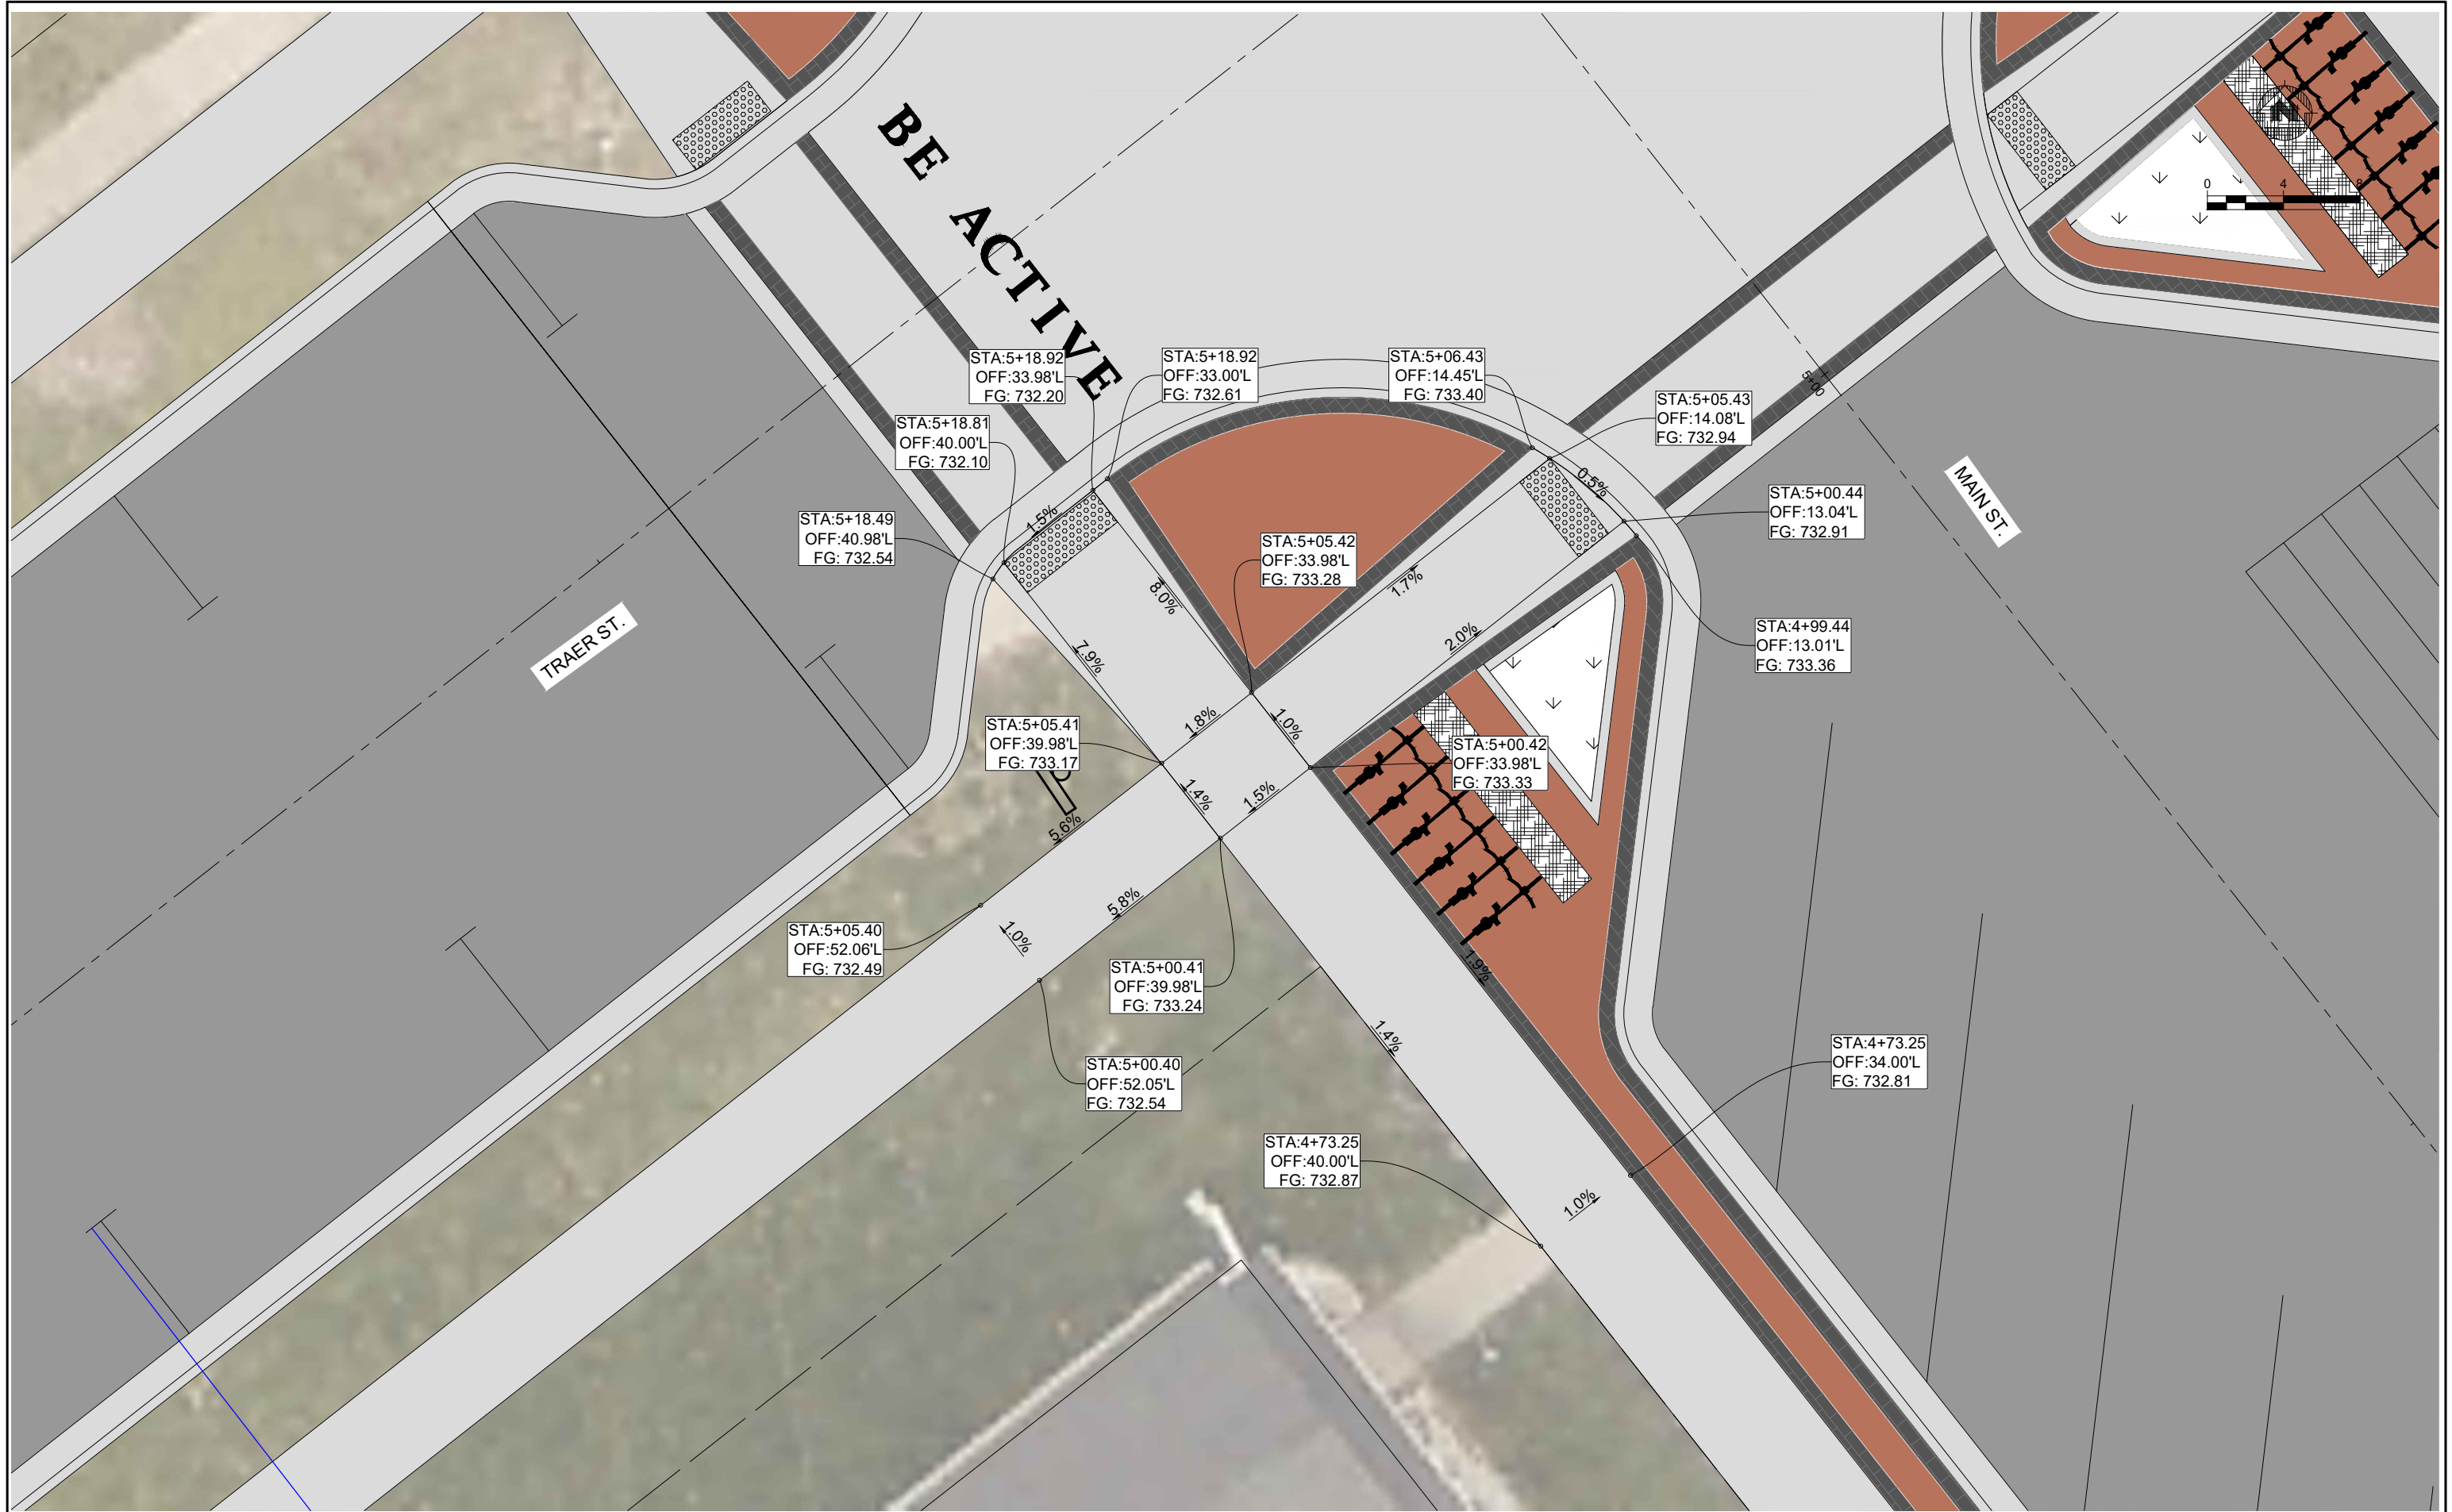 BE ACTIVE
0 4 8
STA:5+18.92
OFF:33.98'L
FG: 732.20
STA:5+18.92
OFF:33.00'L
FG: 732.61
STA:5+06.43
OFF:14.45'L
FG: 733.40
5+00
STA:5+05.43
OFF:14.08'L
FG: 732.94
STA:5+18.81
OFF:40.00'L
FG: 732.10
MAIN ST.
0.5%
STA:5+00.44
OFF:13.04'L
FG: 732.91
1.5%
STA:5+18.49
OFF:40.98'L
FG: 732.54
STA:5+05.42
OFF:33.98'L
FG: 733.28
8.0%
1.7%
TRAER ST.
7.9%
2.0%
STA:4+99.44
OFF:13.01'L
FG: 733.36
1.8%
1.0%
STA:5+05.41
OFF:39.98'L
FG: 733.17
STA:5+00.42
OFF:33.98'L
FG: 733.33
1.4%
1.5%
5.6%
5.8%
STA:5+05.40
OFF:52.06'L
FG: 732.49
1.0%
STA:5+00.41
OFF:39.98'L
FG: 733.24
1.9%
1.4%
STA:5+00.40
OFF:52.05'L
FG: 732.54
STA:4+73.25
OFF:34.00'L
FG: 732.81
STA:4+73.25
OFF:40.00'L
FG: 732.87
1.0%